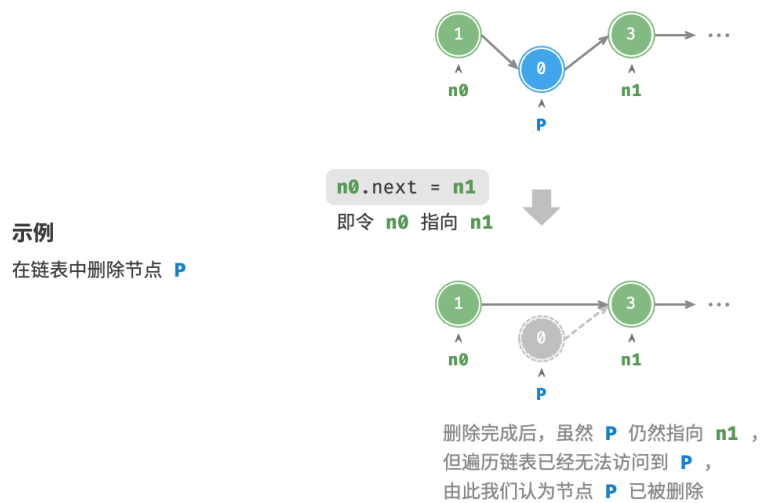 1
0
3
...
n0
P
n1
n0.next = n1
即令 n0 指向 n1
示例
在链表中删除节点 P
1
0
3
...
n0
P
n1
删除完成后，虽然 P 仍然指向 n1 ，
但遍历链表已经无法访问到 P ，
由此我们认为节点 P 已被删除